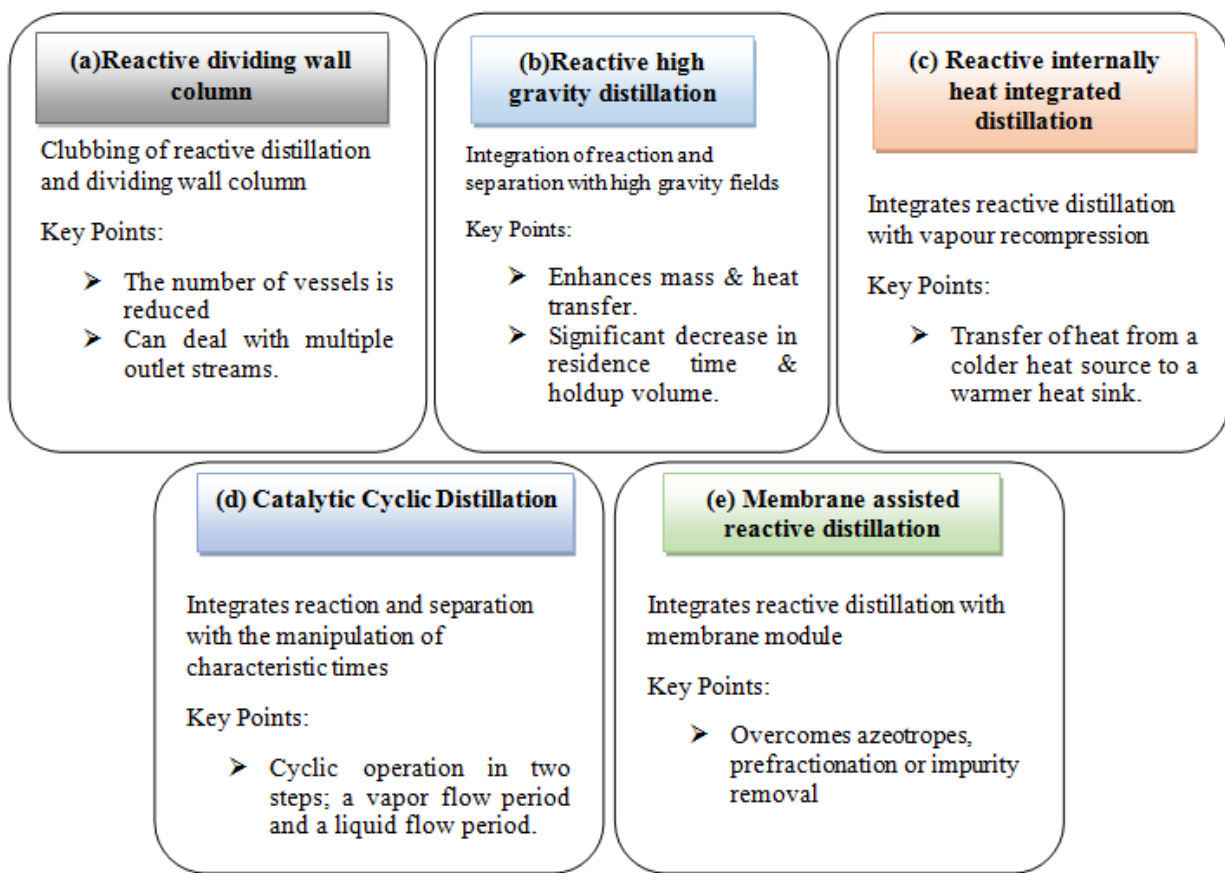 (a)Reactive dividing wall
column
Clubbing of reactive distillation
and dividing wall column
Key Points:
➤ The number of vessels is
reduced
➤ Can deal with multiple
outlet streams.
(b)Reactive high
gravity distillation
Integration of reaction and
separation with high gravity fields
Key Points:
➤ Enhances mass & heat
transfer.
➤ Significant decrease in
residence time &
holdup volume.
(c) Reactive internally
heat integrated
distillation
Integrates reactive distillation
with vapour recompression
Key Points:
➤ Transfer of heat from a
colder heat source to a
warmer heat sink.
(d) Catalytic Cyclic Distillation
Integrates reaction and separation
with the manipulation of
characteristic times
Key Points:
➤ Cyclic operation in two
steps; a vapor flow period
and a liquid flow period.
(e) Membrane assisted
reactive distillation
Integrates reactive distillation with
membrane module
Key Points:
➤ Overcomes azeotropes,
prefractionation or impurity
removal